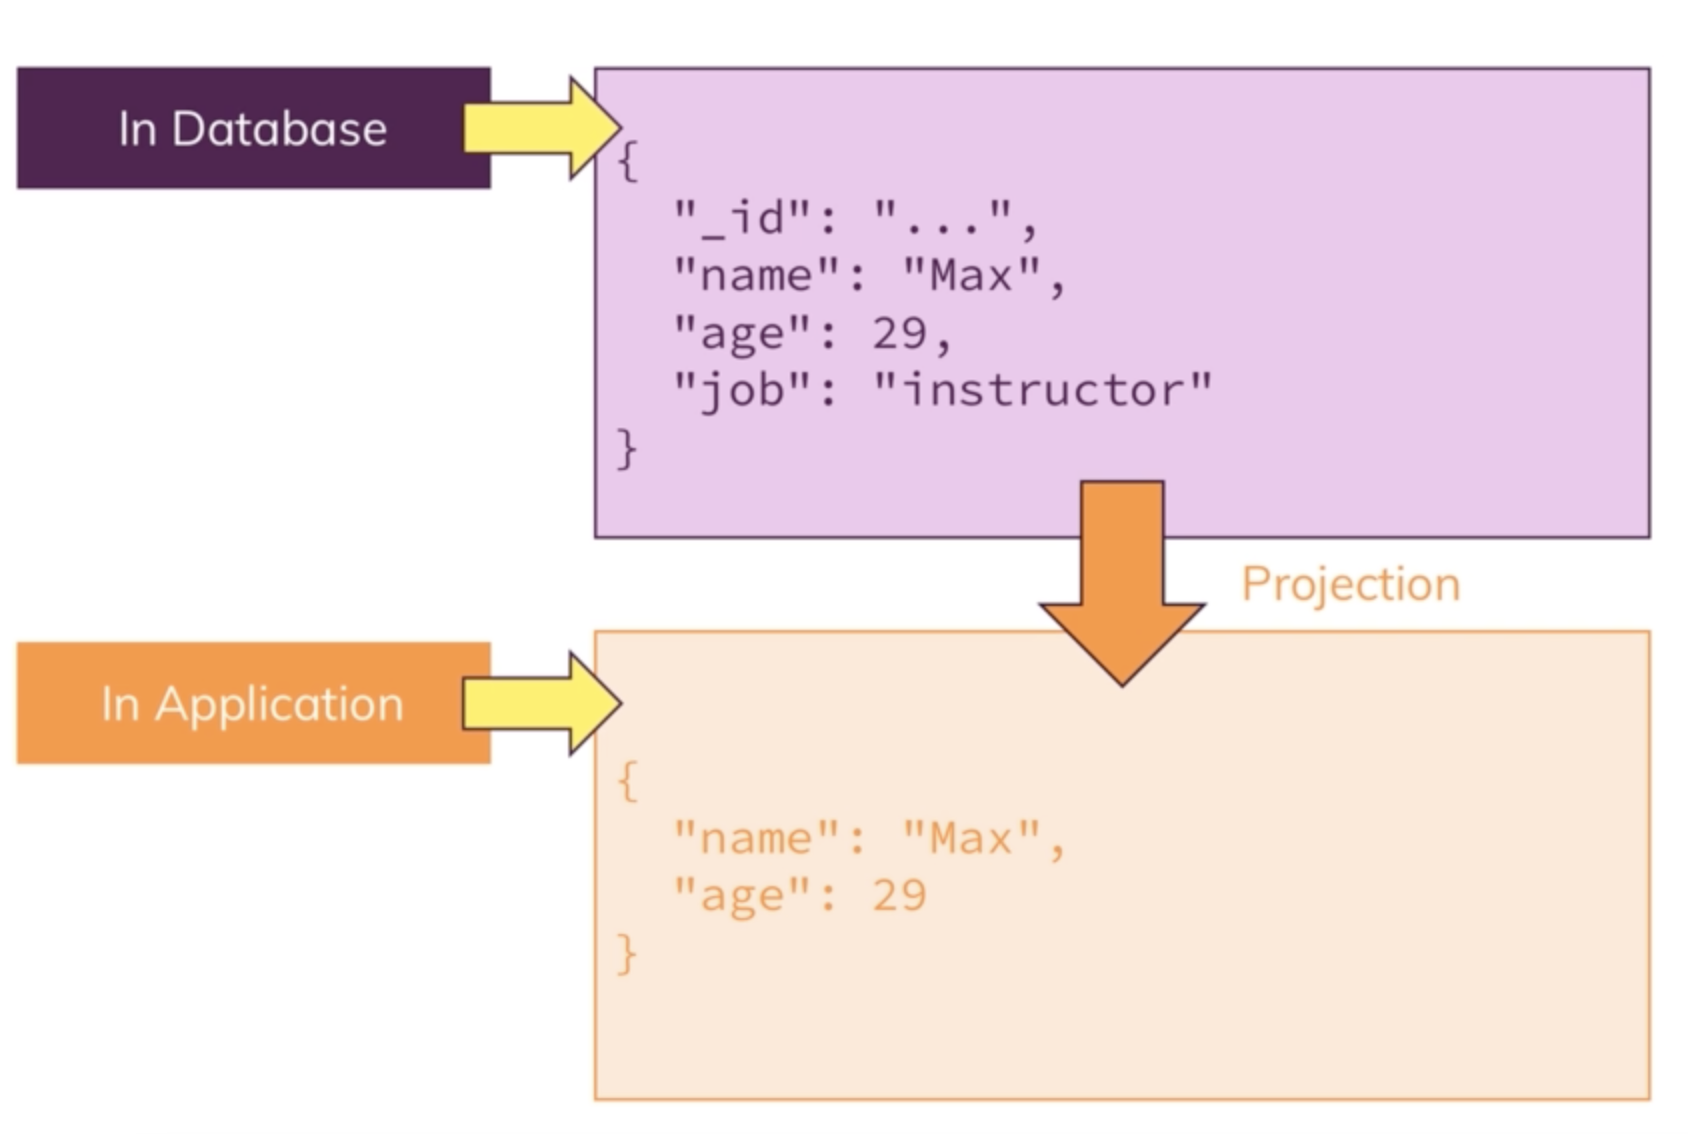 In Database
{
"_id": "...",
"name": "Max",
"age": 29,
"job": "instructor"
}
Projection
In Application
{
"name": "Max",
"age": 29
}